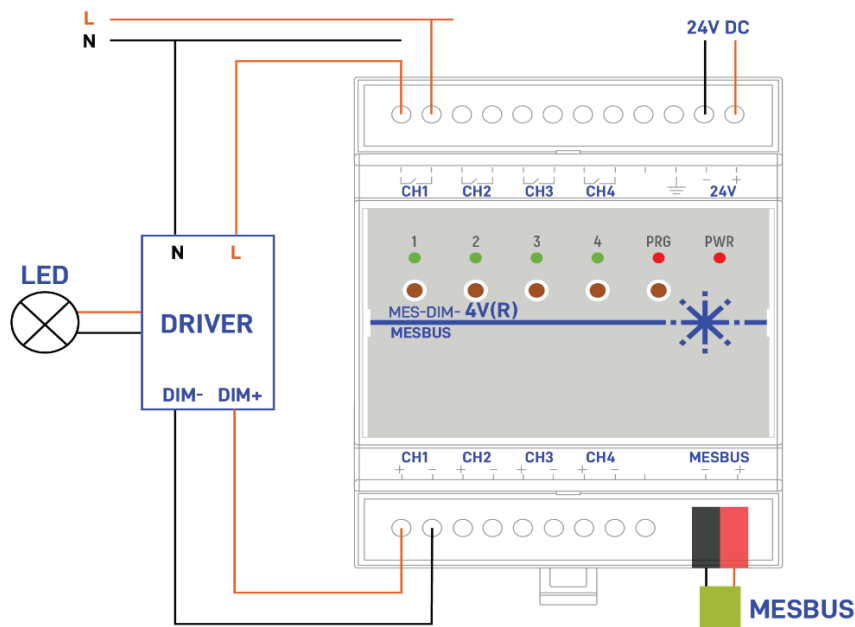 L
N
24V DC
CH1 CH2 CH3 CH4 - + 24V
1 2 3 4 PRG PWR
N L
LED
DRIVER
MES-DIM- 4V(R)
MESBUS
DIM- DIM+
CH1 CH2 CH3 CH4 MESBUS
+ - + - + - + - - +
MESBUS